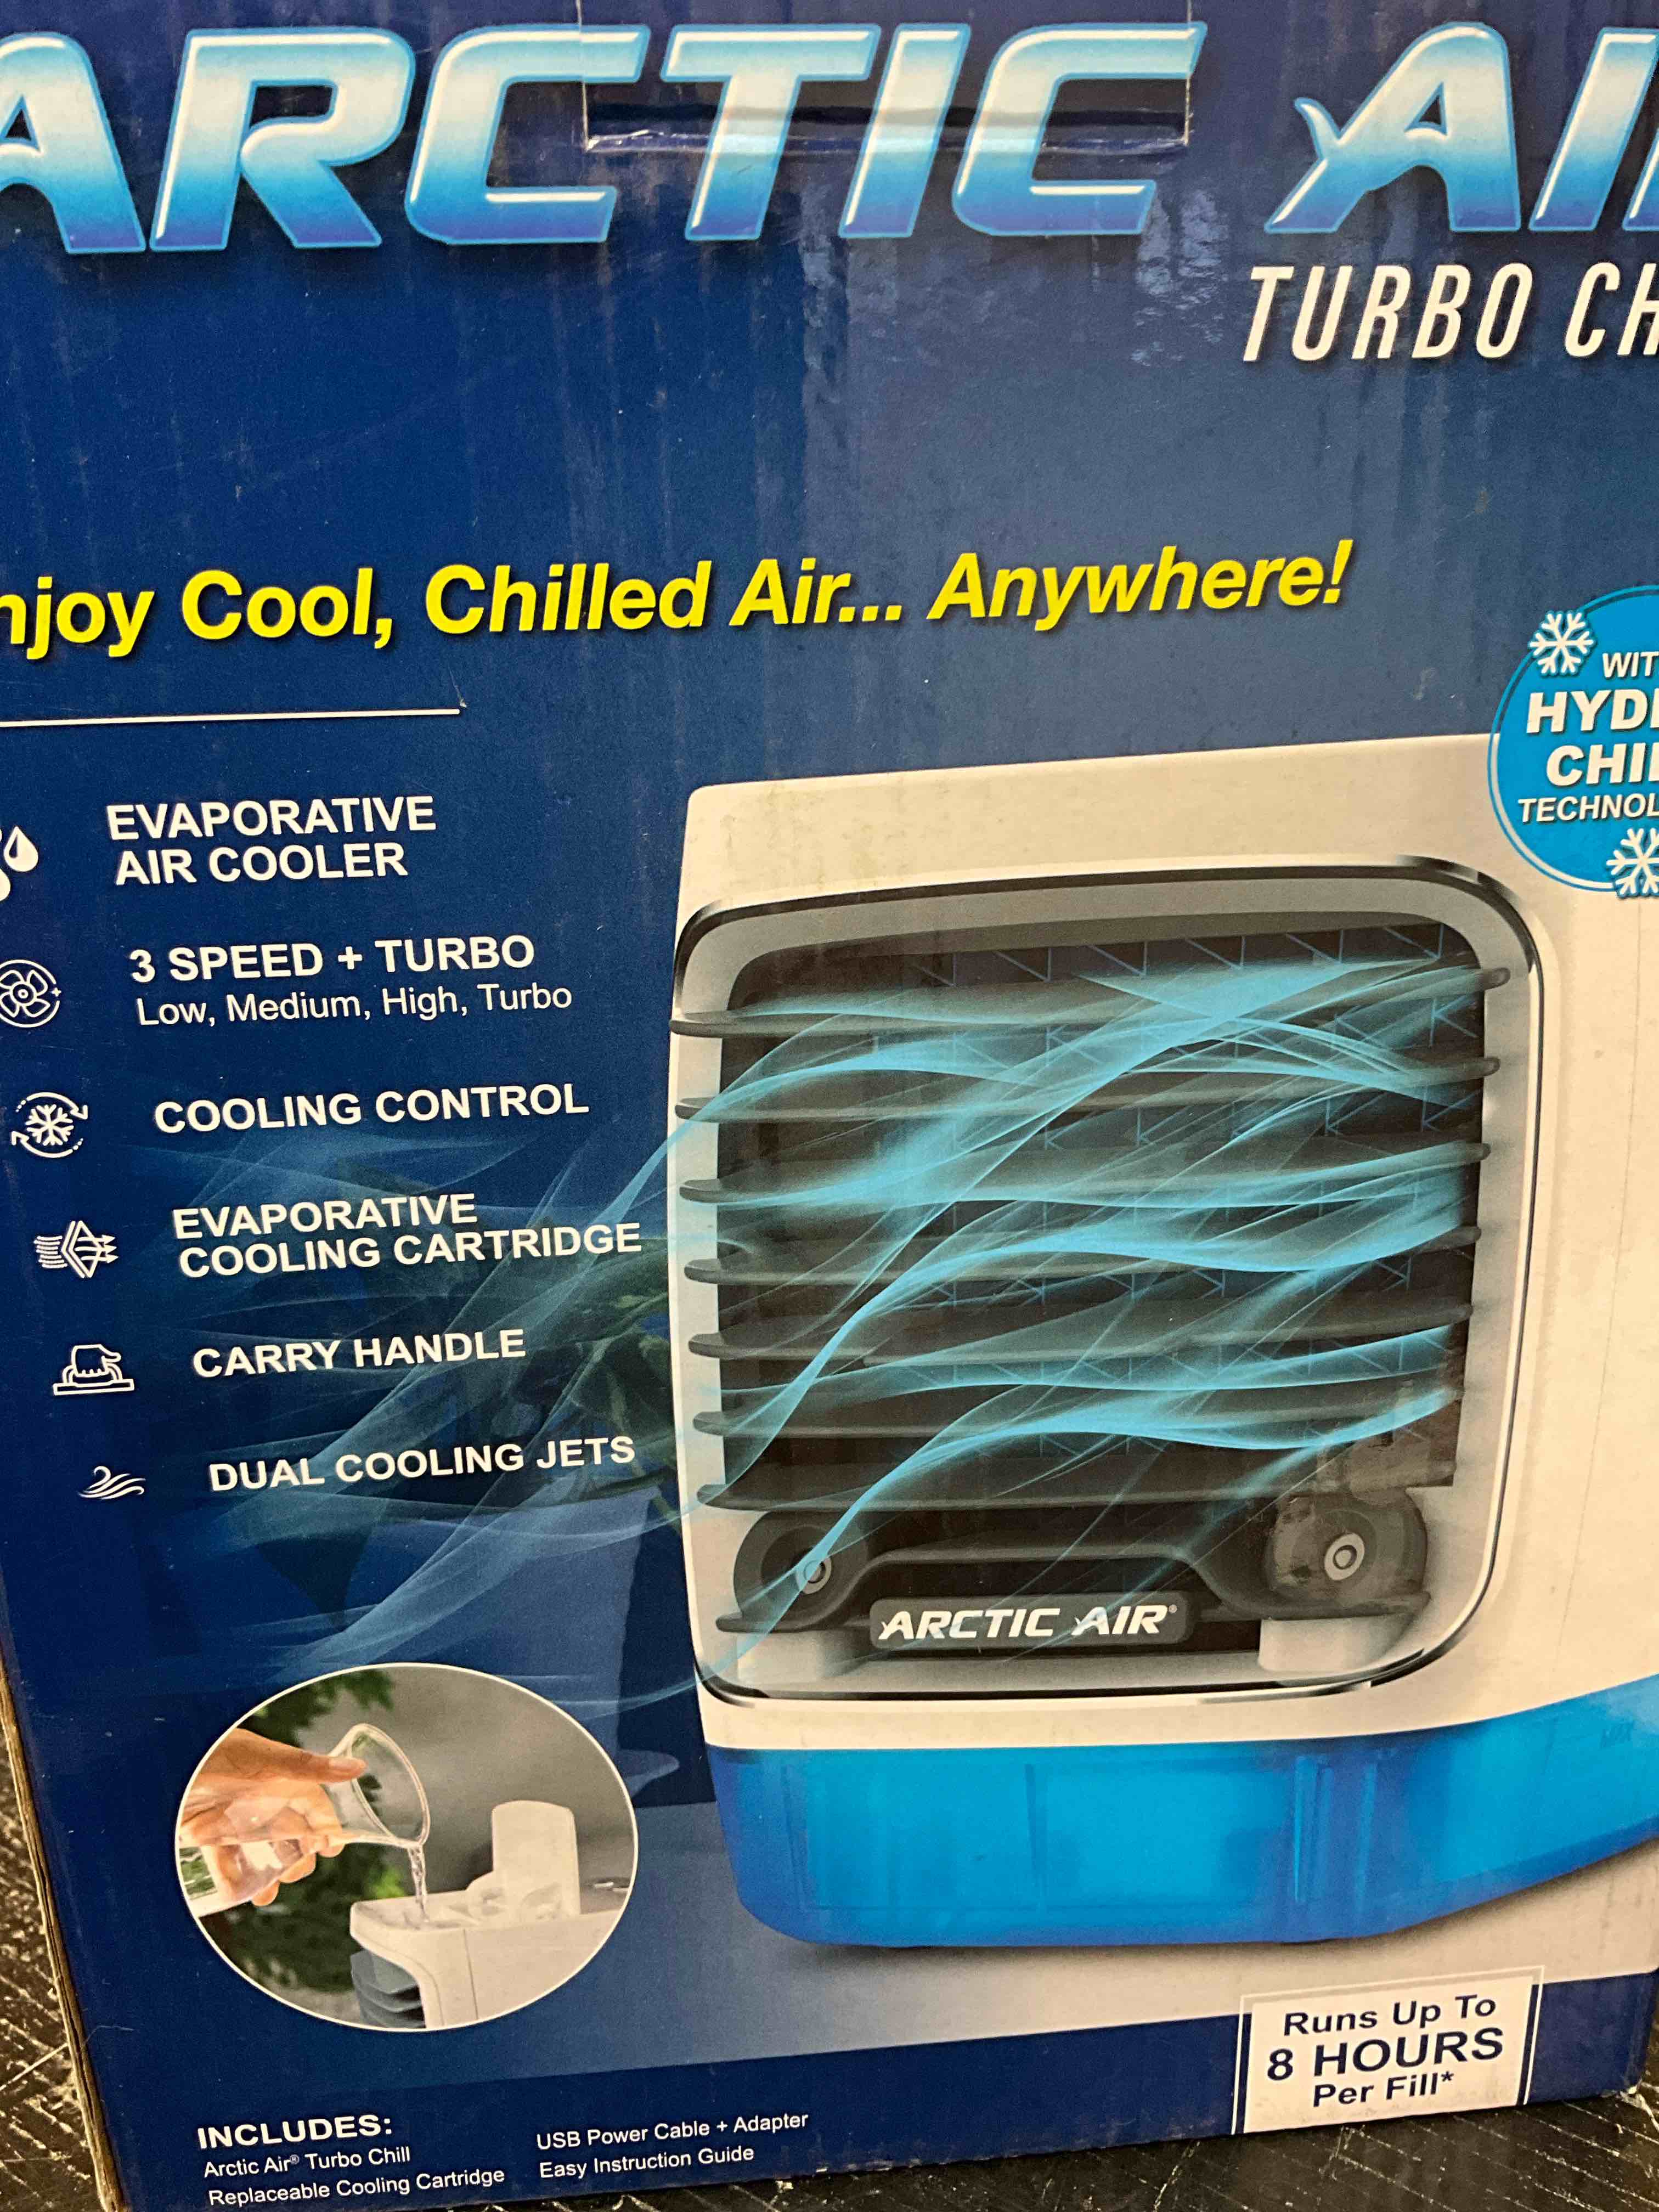 ARCTIC AI
TURBO CH
njoy Cool, Chilled Air... Anywhere!
WIT
HYD
CHI
TECHNOL
EVAPORATIVE
AIR COOLER
3 SPEED + TURBO
Low, Medium, High, Turbo
COOLING CONTROL
EVAPORATIVE
COOLING CARTRIDGE
CARRY HANDLE
DUAL COOLING JETS
ARCTIC AIR®
Runs Up To
8 HOURS
Per Fill*
INCLUDES:
Arctic Air® Turbo Chill
Replaceable Cooling Cartridge
USB Power Cable + Adapter
Easy Instruction Guide